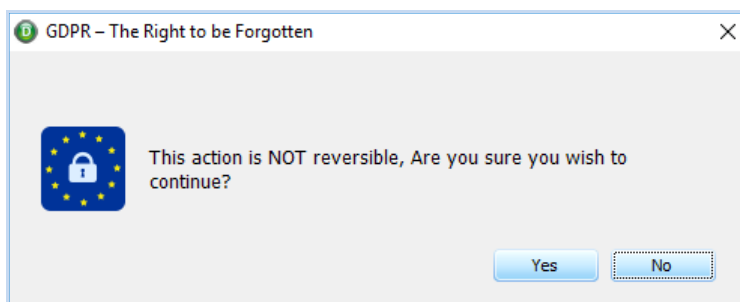 D GDPR – The Right to be Forgotten
This action is NOT reversible, Are you sure you wish to
continue?
Yes No